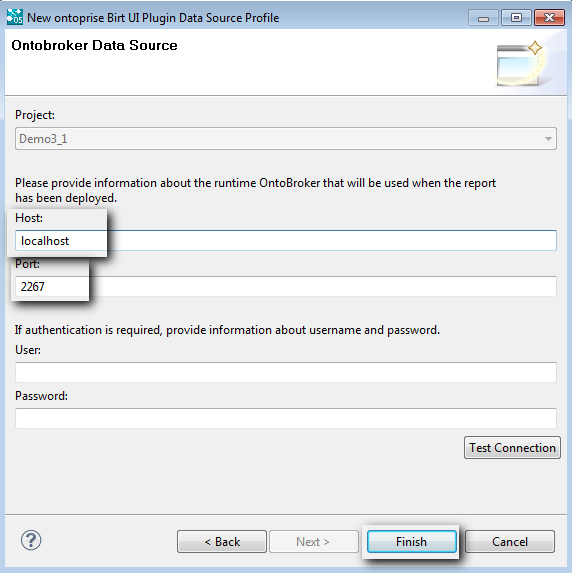 New ontoprise Birt UI Plugin Data Source Profile
Ontobroker Data Source
Project:
Demo3_1
Please provide information about the runtime OntoBroker that will be used when the report
has been deployed.
Host:
localhost
Port:
2267
If authentication is required, provide information about username and password.
User:
Password:
Test Connection
?
< Back
Next >
Finish
Cancel